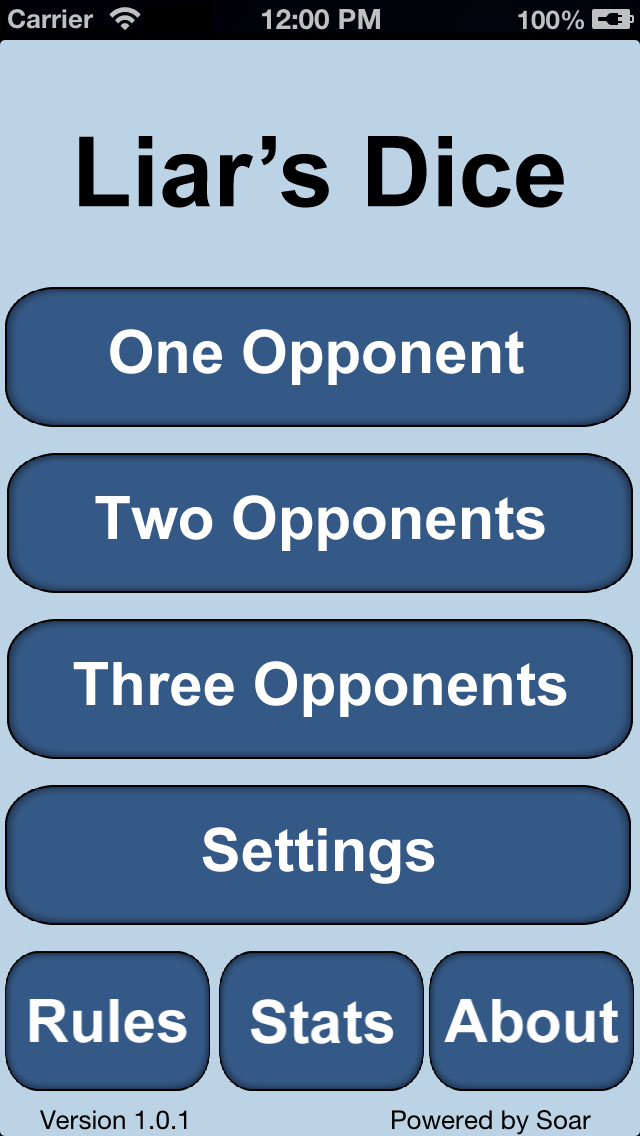 Carrier 12:00 PM 100%
Liar’s Dice
One Opponent
Two Opponents
Three Opponents
Settings
Rules Stats About
Version 1.0.1 Powered by Soar